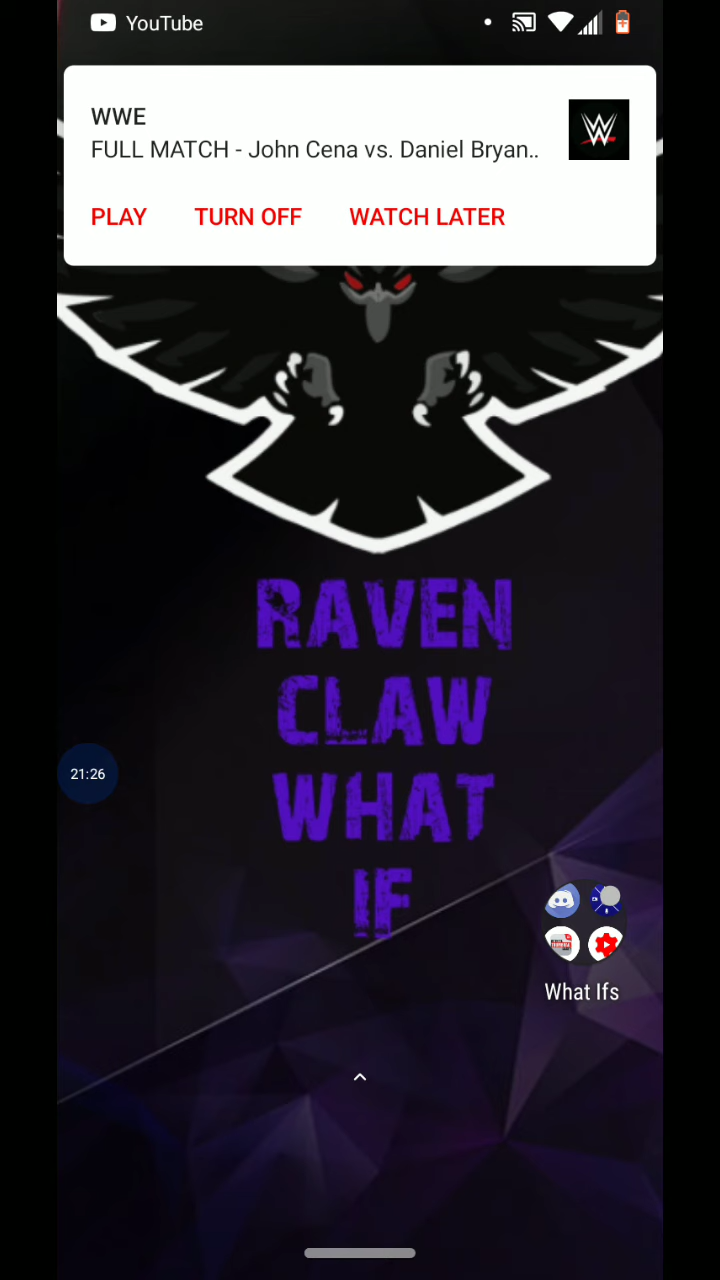 YouTube
WWE
FULL MATCH - John Cena vs. Daniel Bryan..
PLAY TURN OFF WATCH LATER
RAVEN
CLAW
WHAT
IF
21:26
What Ifs